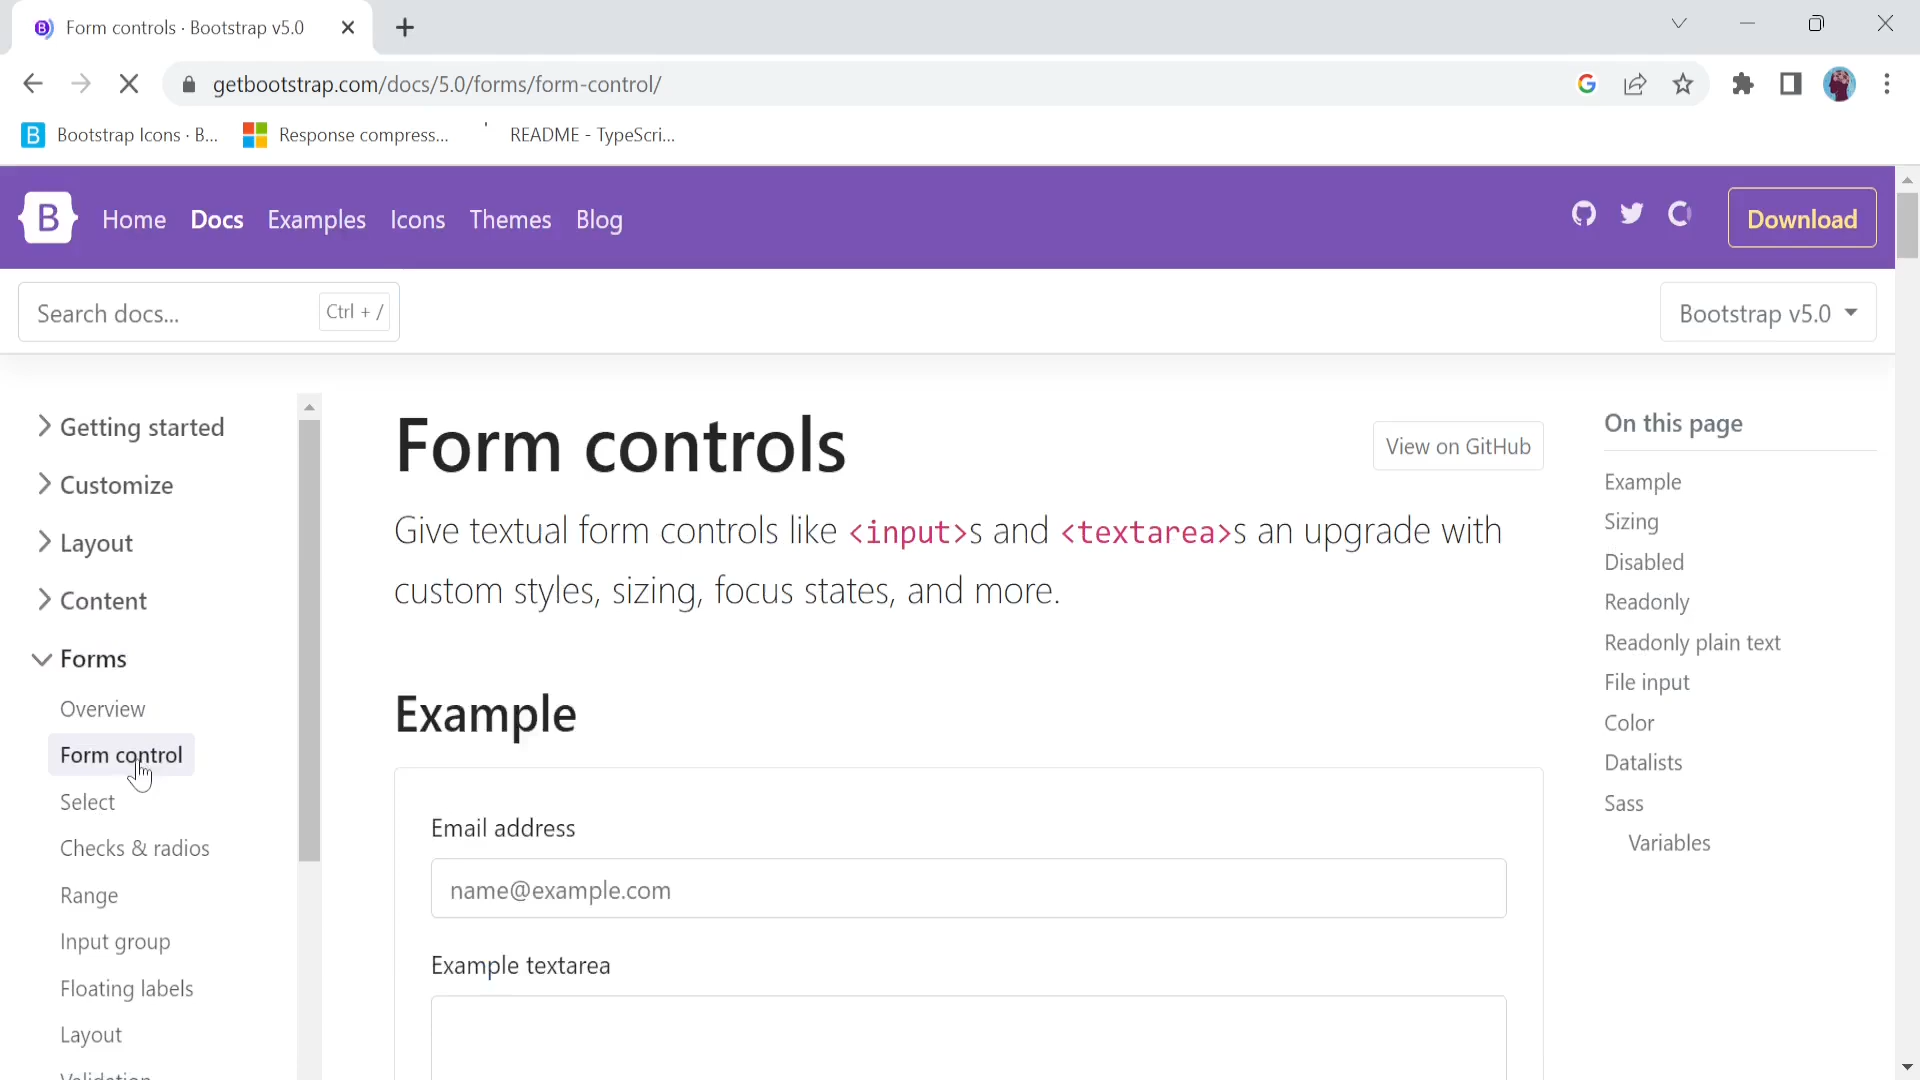 Form controls · Bootstrap v5.0
getbootstrap.com/docs/5.0/forms/form-control/
Bootstrap Icons · B...
Response compress...
README - TypeScri...
B
Home
Docs
Examples
Icons
Themes
Blog
Download
Search docs...
Ctrl + /
Bootstrap v5.0
Getting started
Customize
Layout
Content
Forms
Overview
Form control
Select
Checks & radios
Range
Input group
Floating labels
Layout
Validation
Form controls
View on GitHub
Give textual form controls like <input>s and <textarea>s an upgrade with
custom styles, sizing, focus states, and more.
Example
Email address
name@example.com
Example textarea
On this page
Example
Sizing
Disabled
Readonly
Readonly plain text
File input
Color
Datalists
Sass
Variables